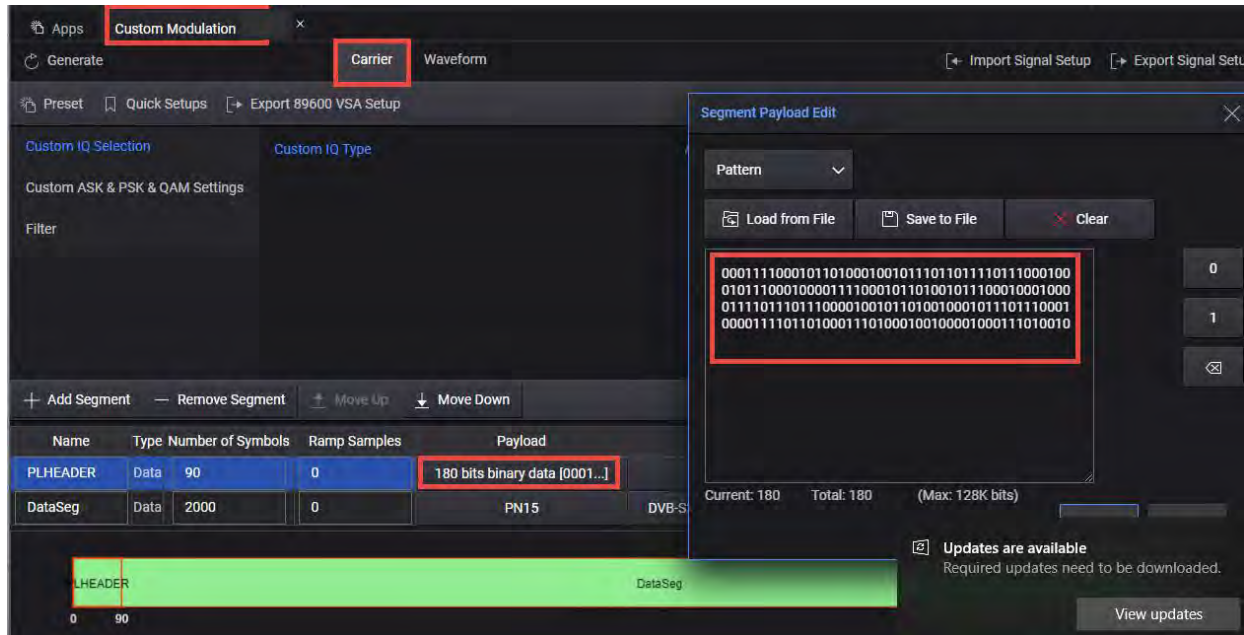 Apps Custom Modulation ×
Generate Carrier Waveform Import Signal Setup Export Signal Setu
Preset Quick Setups Export 89600 VSA Setup
Segment Payload Edit
Custom IQ Selection Custom IQ Type
Pattern
Custom ASK & PSK & QAM Settings
Load from File Save to File Clear
Filter
000111100010110100010010111011011110111000100
010111000100001111000101101001011100010001000
011110111011100001001011010010001011101110001
000011110110100011101000100100001000111010010
0
1
Add Segment Remove Segment Move Up Move Down
Name Type Number of Symbols Ramp Samples Payload
PLHEADER Data 90 0 180 bits binary data [0001...]
Current: 180 Total: 180 (Max: 128K bits)
DataSeg Data 2000 0 PN15 DVB-S
Updates are available
Required updates need to be downloaded.
LHEADER DataSeg
0 90
View updates